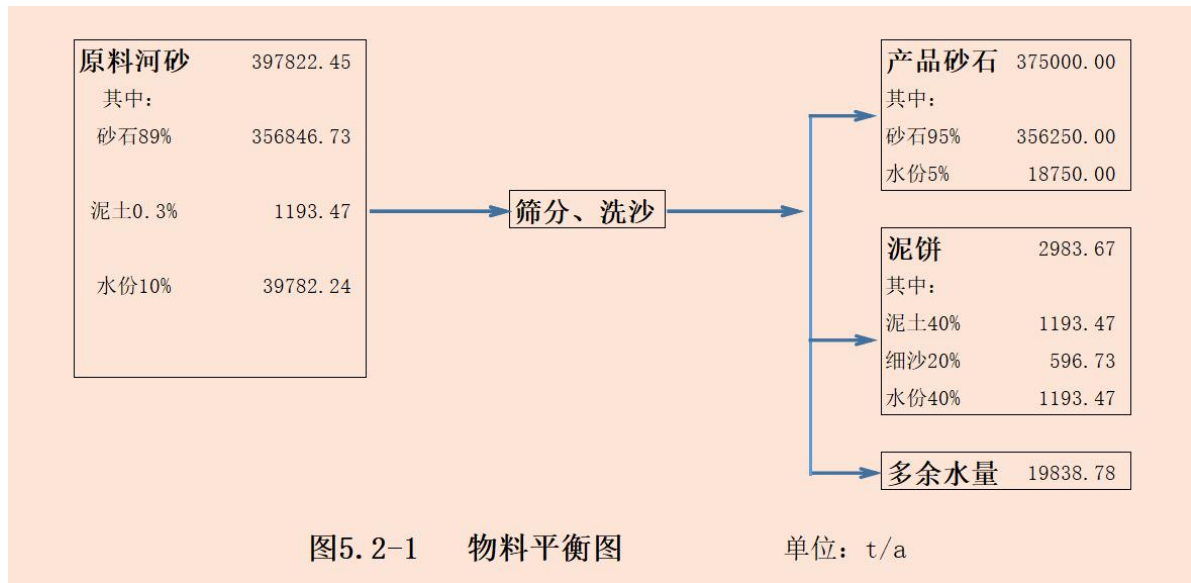 原料河砂 397822.45
其中:
砂石89% 356846.73
泥土0.3% 1193.47
水份10% 39782.24
筛分、洗沙
产品砂石 375000.00
其中:
砂石95% 356250.00
水份5% 18750.00
泥饼 2983.67
其中:
泥土40% 1193.47
细沙20% 596.73
水份40% 1193.47
多余水量 19838.78
图5.2-1 物料平衡图 单位: t/a